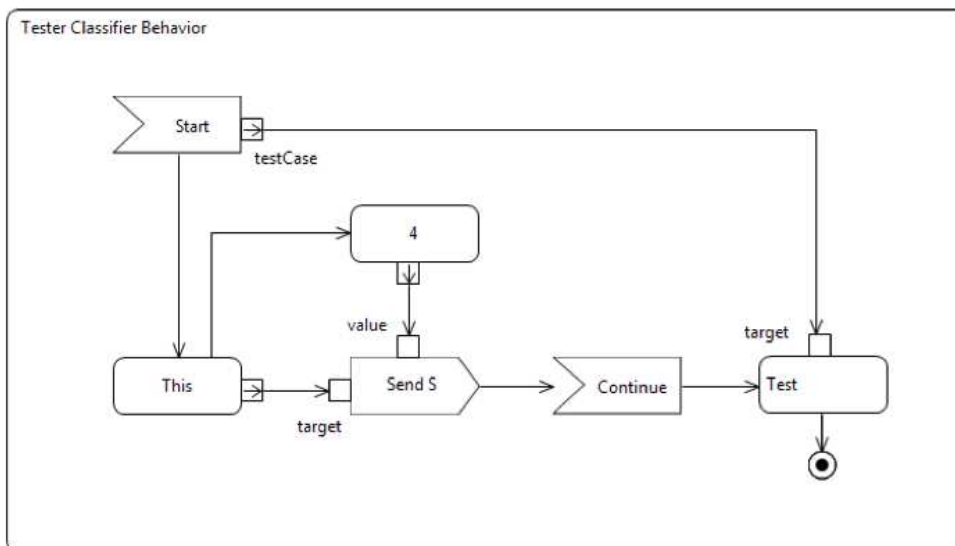 Tester Classifier Behavior
Start
testCase
4
value
target
This
Send S
Continue
Test
target